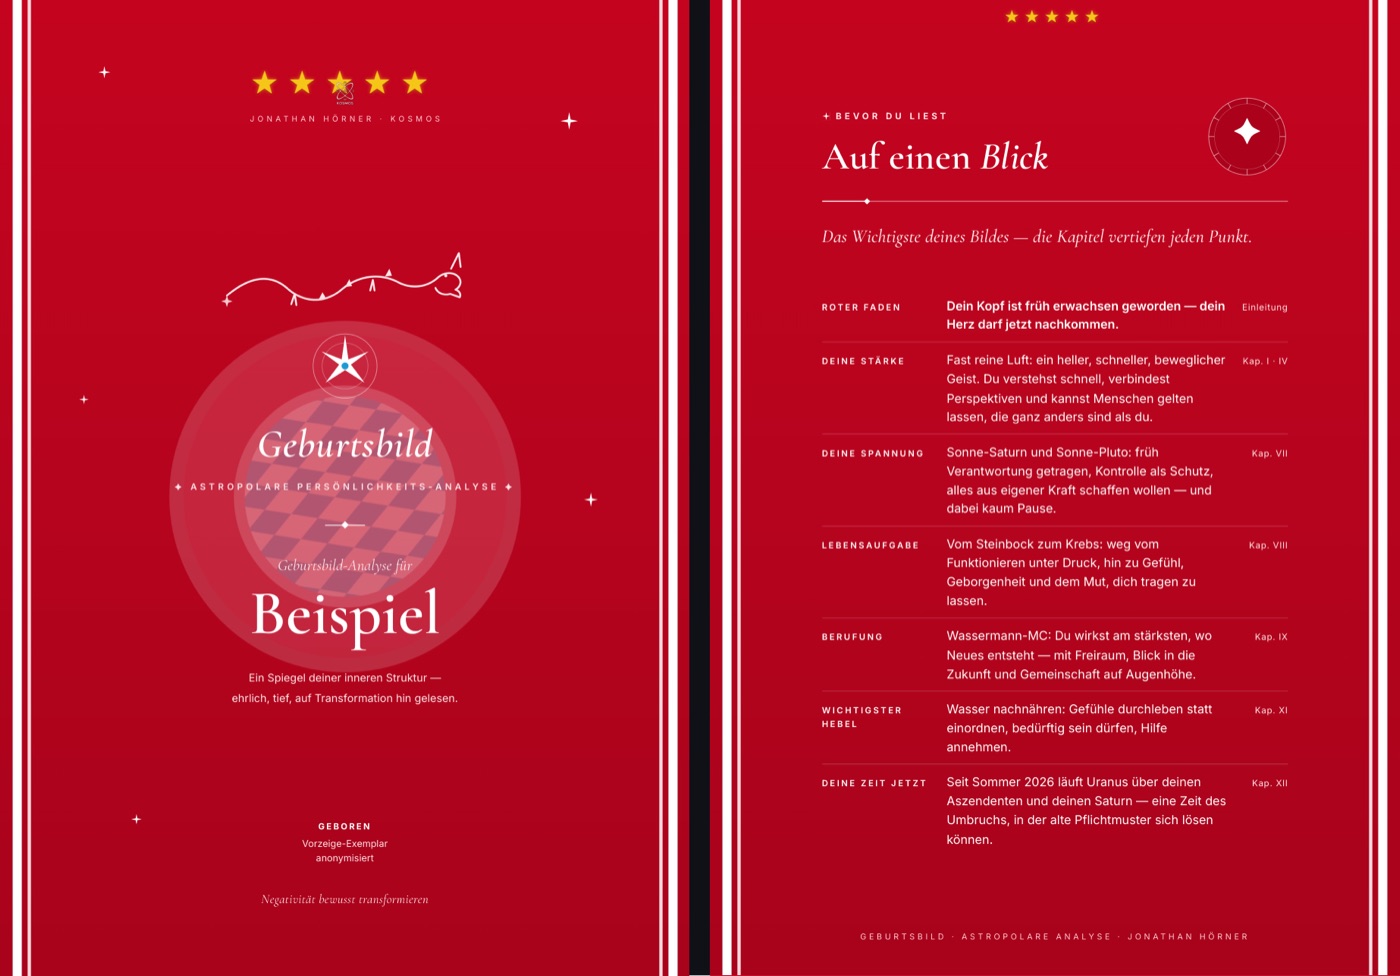 KOSMOS
JONATHAN HÖRNER · KOSMOS
Geburtsbild
ASTROPOLARE PERSÖNLICHKEITS-ANALYSE
Geburtsbild-Analyse für
Beispiel
Ein Spiegel deiner inneren Struktur —
ehrlich, tief, auf Transformation hin gelesen.
GEBOREN
Vorzeige-Exemplar
anonymisiert
Negativität bewusst transformieren
BEVOR DU LIEST
Auf einen Blick
Das Wichtigste deines Bildes — die Kapitel vertiefen jeden Punkt.
ROTER FADEN
Dein Kopf ist früh erwachsen geworden — dein
Herz darf jetzt nachkommen.
Einleitung
DEINE STÄRKE
Fast reine Luft: ein heller, schneller, beweglicher
Geist. Du verstehst schnell, verbindest
Perspektiven und kannst Menschen gelten
lassen, die ganz anders sind als du.
Kap. I · IV
DEINE SPANNUNG
Sonne-Saturn und Sonne-Pluto: früh
Verantwortung getragen, Kontrolle als Schutz,
alles aus eigener Kraft schaffen wollen — und
dabei kaum Pause.
Kap. VII
LEBENSAUFGABE
Vom Steinbock zum Krebs: weg vom
Funktionieren unter Druck, hin zu Gefühl,
Geborgenheit und dem Mut, dich tragen zu
lassen.
Kap. VIII
BERUFUNG
Wassermann-MC: Du wirkst am stärksten, wo
Neues entsteht — mit Freiraum, Blick in die
Zukunft und Gemeinschaft auf Augenhöhe.
Kap. IX
WICHTIGSTER
HEBEL
Wasser nachnähren: Gefühle durchleben statt
einordnen, bedürftig sein dürfen, Hilfe
annehmen.
Kap. XI
DEINE ZEIT JETZT
Seit Sommer 2026 läuft Uranus über deinen
Aszendenten und deinen Saturn — eine Zeit des
Umbruchs, in der alte Pflichtmuster sich lösen
können.
Kap. XII
GEBURTSBILD · ASTROPOLARE ANALYSE · JONATHAN HÖRNER